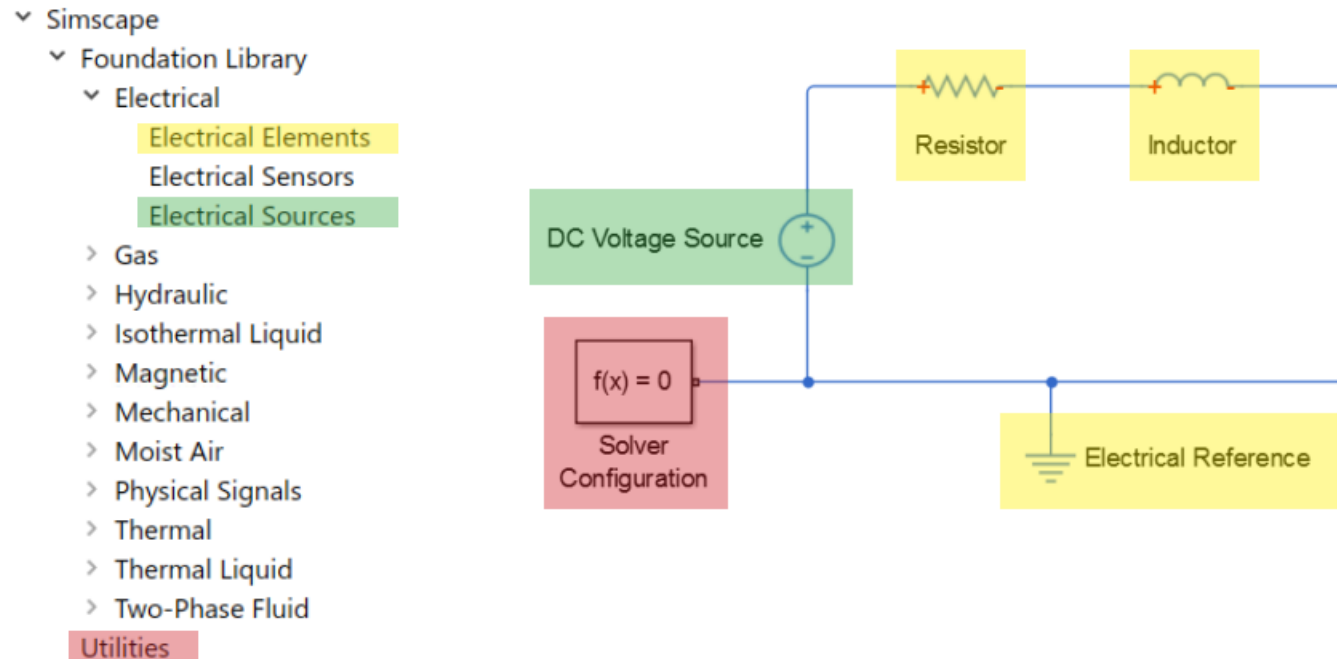 Simscape
Foundation Library
Electrical
Electrical Elements
Electrical Sensors
Electrical Sources
Gas
Hydraulic
Isothermal Liquid
Magnetic
Mechanical
Moist Air
Physical Signals
Thermal
Thermal Liquid
Two-Phase Fluid
Utilities
+ -
Resistor
+ -
Inductor
DC Voltage Source
+
−
f(x) = 0
Solver
Configuration
Electrical Reference